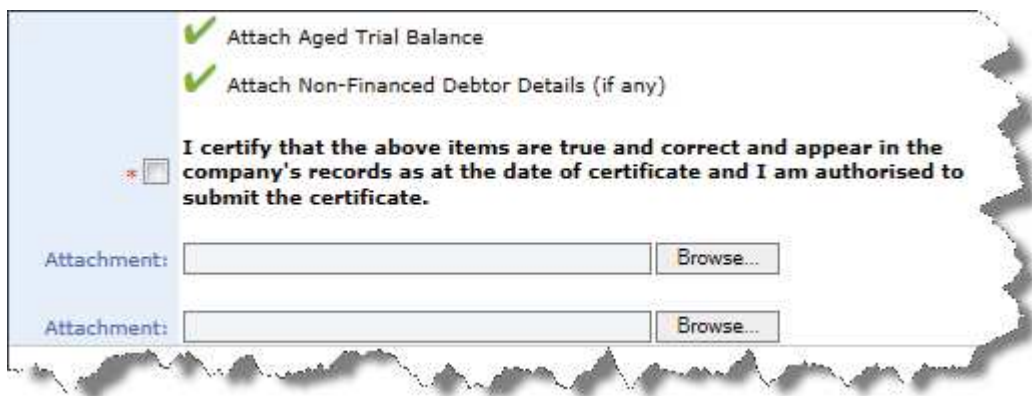 Attach Aged Trial Balance
Attach Non-Financed Debtor Details (if any)
I certify that the above items are true and correct and appear in the
* company's records as at the date of certificate and I am authorised to
submit the certificate.
Attachment: Browse...
Attachment: Browse...